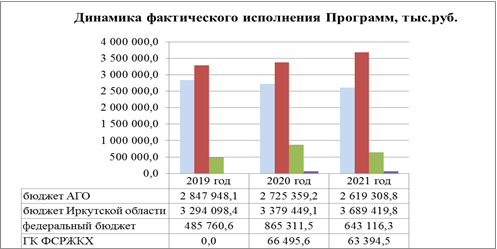 Динамика фактического исполнения Программ, тыс.руб.
4 000 000,0
3 500 000,0
3 000 000,0
2 500 000,0
2 000 000,0
1 500 000,0
1 000 000,0
500 000,0
0,0
2019 год 2020 год 2021 год
бюджет АГО 2 847 948,1 2 725 359,2 2 619 308,8
бюджет Иркутской области 3 294 098,4 3 379 449,1 3 689 419,8
федеральный бюджет 485 760,6 865 311,5 643 116,3
ГК ФСРЖКХ 0,0 66 495,6 63 394,5